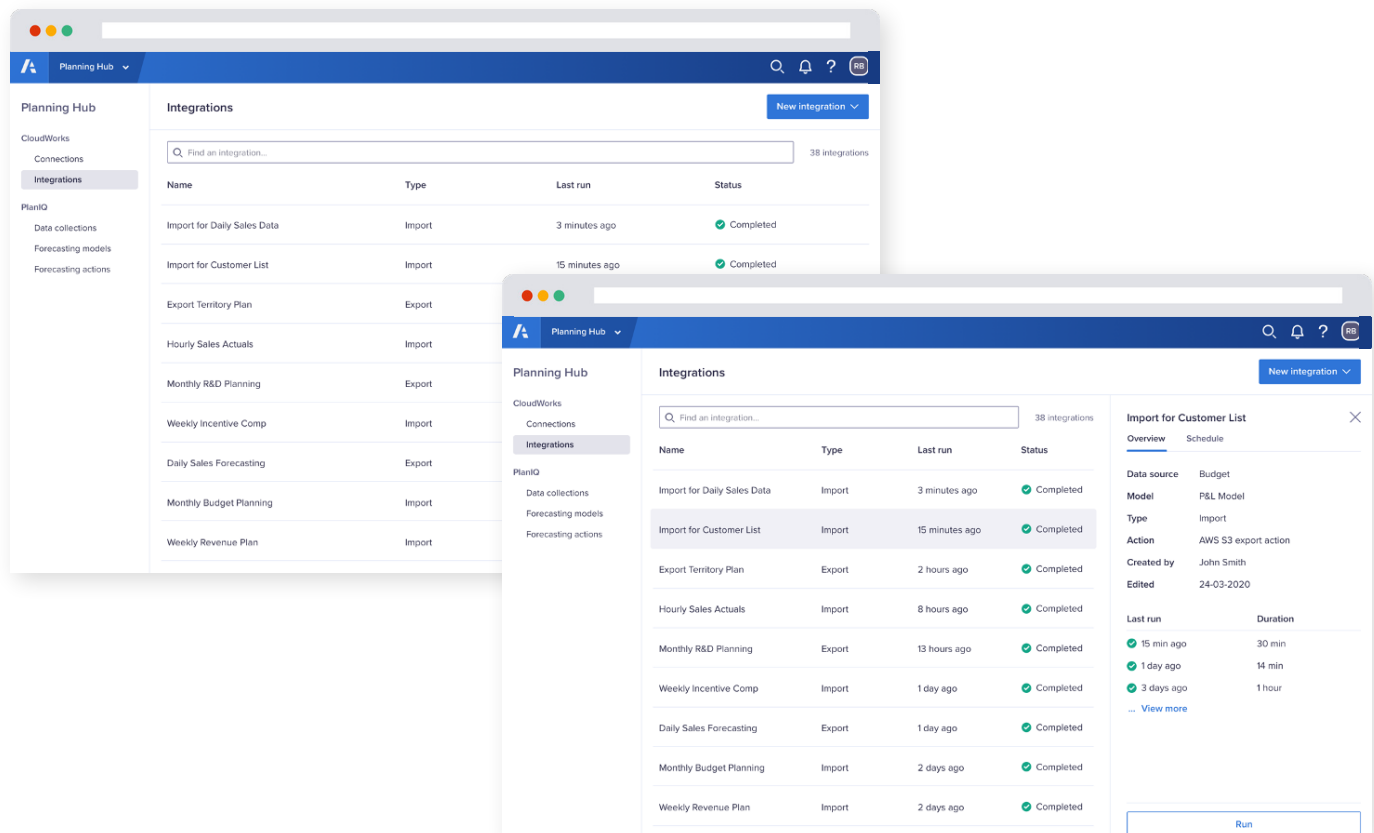 Planning Hub
RB
Planning Hub
Integrations
New integration
CloudWorks
Connections
Integrations
PlanIQ
Data collections
Forecasting models
Forecasting actions
Find an integration...
38 integrations
Name Type Last run Status
Import for Daily Sales Data Import 3 minutes ago Completed
Import for Customer List Import 15 minutes ago Completed
Export Territory Plan Export
Hourly Sales Actuals Import
Monthly R&D Planning Export
Weekly Incentive Comp Import
Daily Sales Forecasting Export
Monthly Budget Planning Import
Weekly Revenue Plan Import
Planning Hub
RB
Planning Hub
Integrations
New integration
CloudWorks
Connections
Integrations
PlanIQ
Data collections
Forecasting models
Forecasting actions
Find an integration...
38 integrations
Name Type Last run Status
Import for Daily Sales Data Import 3 minutes ago Completed
Import for Customer List Import 15 minutes ago Completed
Export Territory Plan Export 2 hours ago Completed
Hourly Sales Actuals Import 8 hours ago Completed
Monthly R&D Planning Export 13 hours ago Completed
Weekly Incentive Comp Import 1 day ago Completed
Daily Sales Forecasting Export 1 day ago Completed
Monthly Budget Planning Import 2 days ago Completed
Weekly Revenue Plan Import 2 days ago Completed
Import for Customer List
Overview Schedule
Data source Budget
Model P&L Model
Type Import
Action AWS S3 export action
Created by John Smith
Edited 24-03-2020
Last run Duration
15 min ago 30 min
1 day ago 14 min
3 days ago 1 hour
... View more
Run